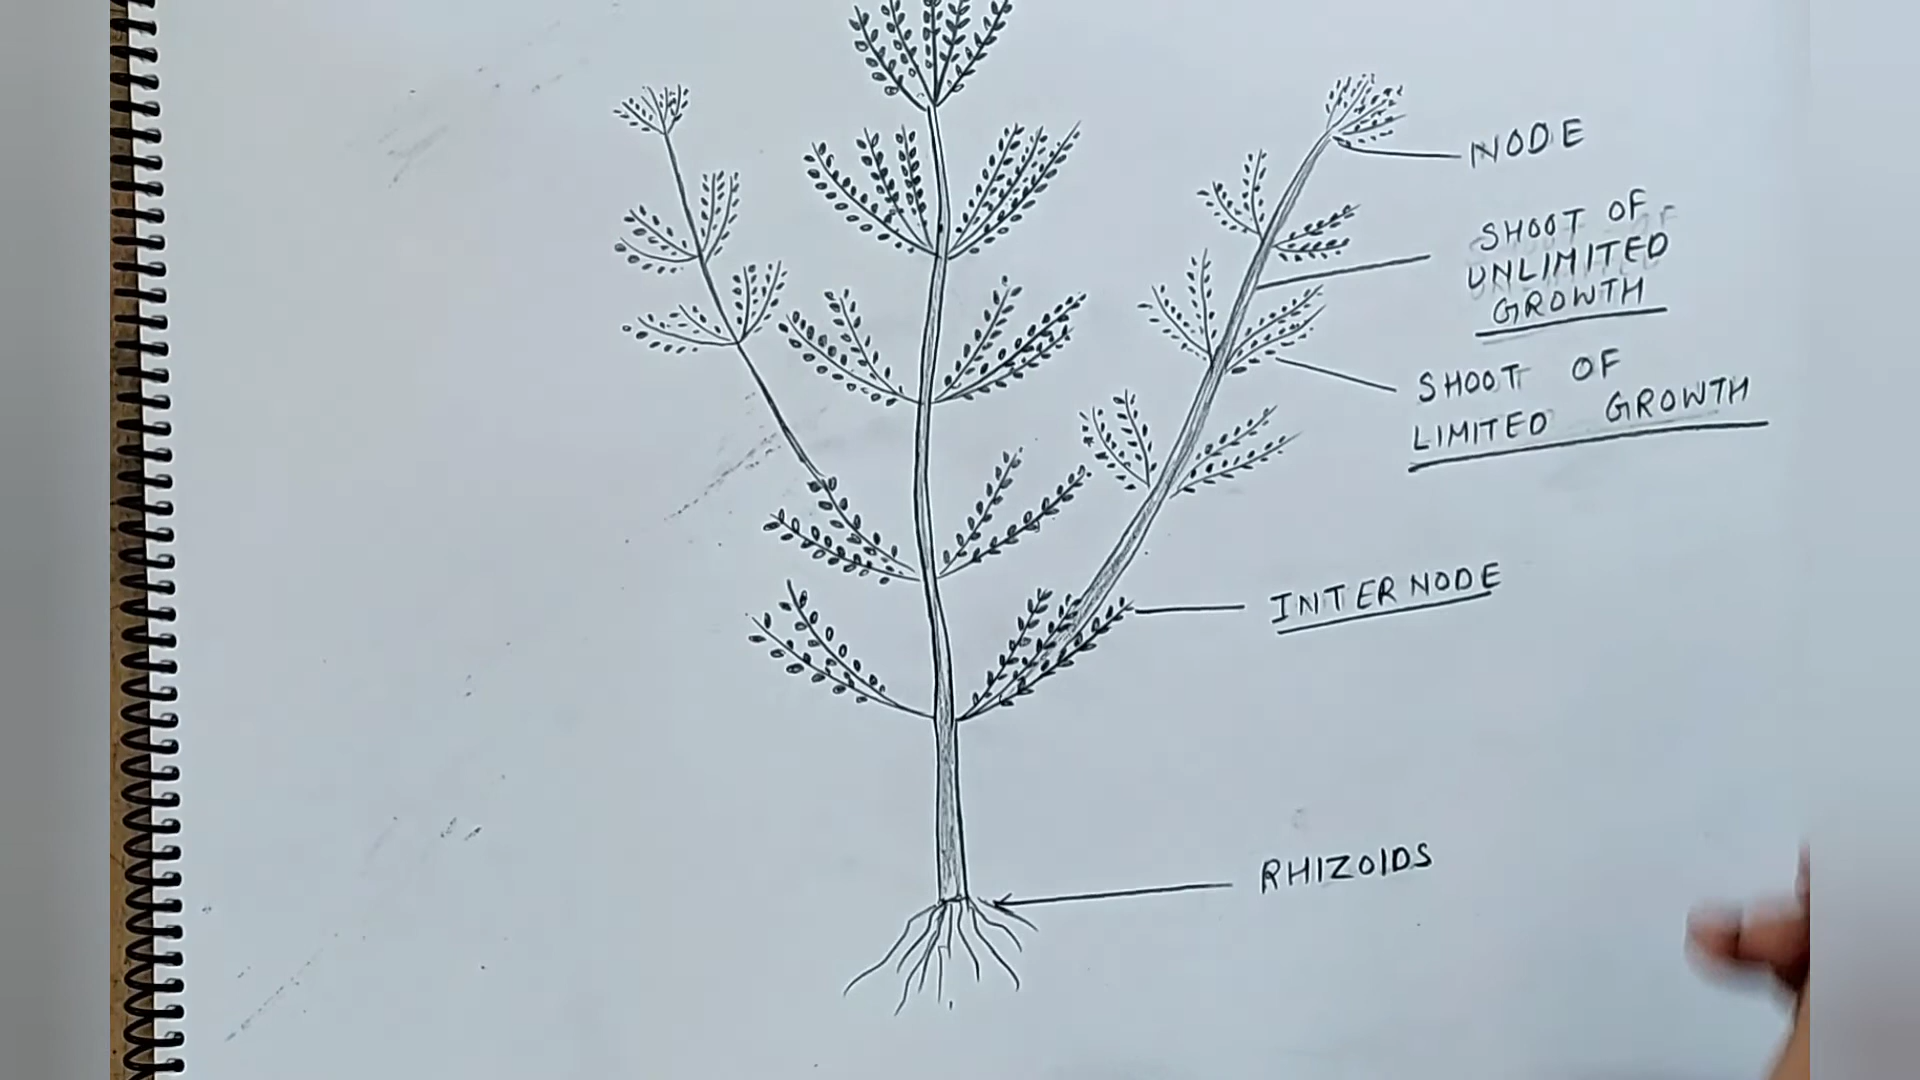 NODE
SHOOT OF
UNLIMITED
GROWTH
SHOOT OF
LIMITED GROWTH
INTERNODE
RHIZOIDS